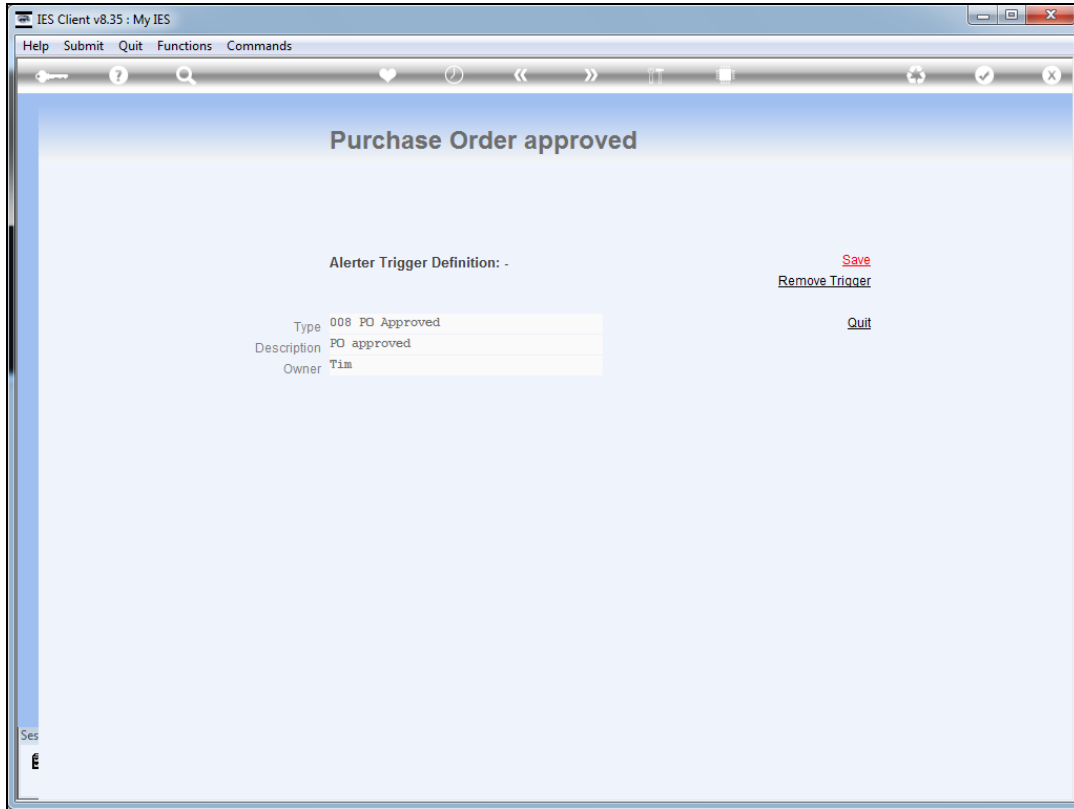 IES Client v8.35 : My IES
Help Submit Quit Functions Commands
Purchase Order approved
Alerter Trigger Definition: -
Save
Remove Trigger
Type 008 PO Approved
Quit
Description PO approved
Owner Tim
Ses